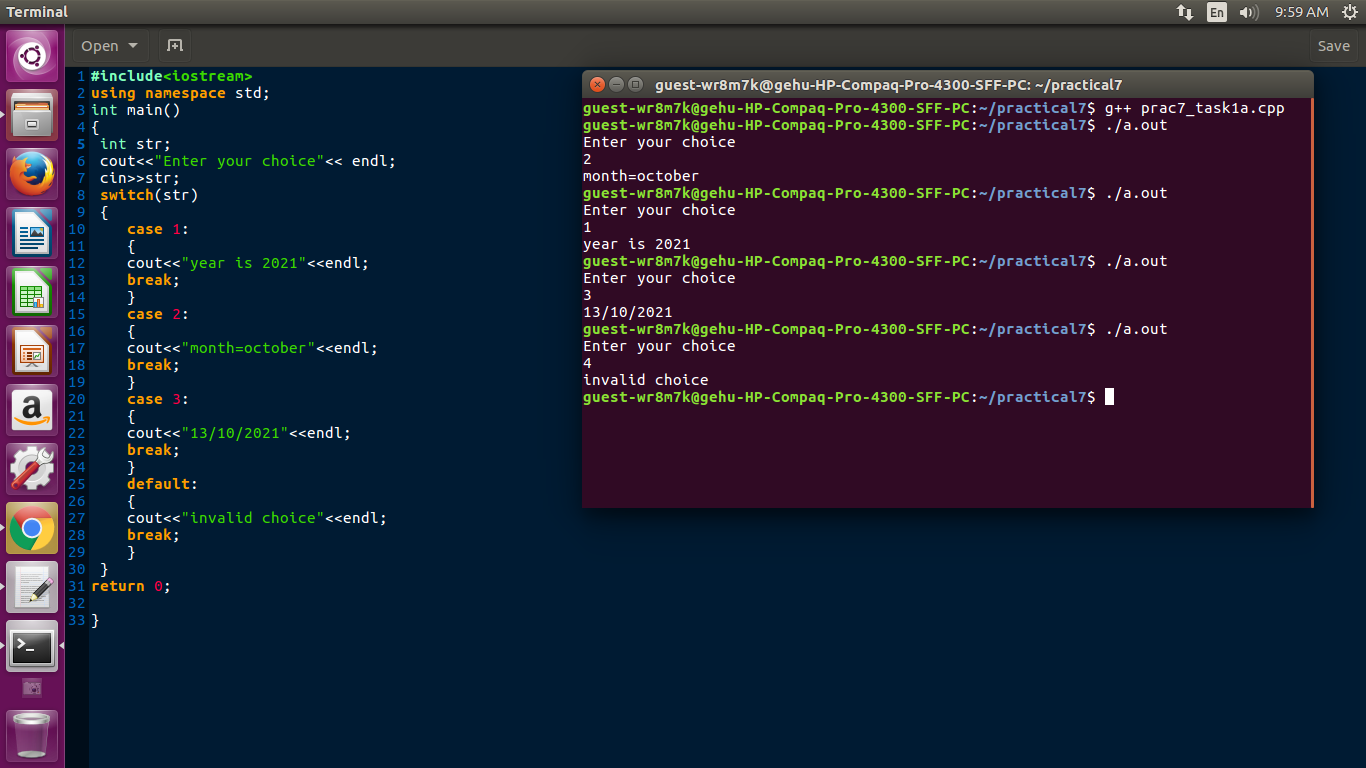 Terminal
En
9:59 AM
Open
Save
1 #include<iostream>
2 using namespace std;
3 int main()
4 {
5 int str;
6 cout<<"Enter your choice"<< endl;
7 cin>>str;
8 switch(str)
9 {
10 case 1:
11 {
12 cout<<"year is 2021"<<endl;
13 break;
14 }
15 case 2:
16 {
17 cout<<"month=october"<<endl;
18 break;
19 }
20 case 3:
21 {
22 cout<<"13/10/2021"<<endl;
23 break;
24 }
25 default:
26 {
27 cout<<"invalid choice"<<endl;
28 break;
29 }
30 }
31 return 0;
32
33 }
guest-wr8m7k@gehu-HP-Compaq-Pro-4300-SFF-PC: ~/practical7
guest-wr8m7k@gehu-HP-Compaq-Pro-4300-SFF-PC:~/practical7$ g++ prac7_task1a.cpp
guest-wr8m7k@gehu-HP-Compaq-Pro-4300-SFF-PC:~/practical7$ ./a.out
Enter your choice
2
month=october
guest-wr8m7k@gehu-HP-Compaq-Pro-4300-SFF-PC:~/practical7$ ./a.out
Enter your choice
1
year is 2021
guest-wr8m7k@gehu-HP-Compaq-Pro-4300-SFF-PC:~/practical7$ ./a.out
Enter your choice
3
13/10/2021
guest-wr8m7k@gehu-HP-Compaq-Pro-4300-SFF-PC:~/practical7$ ./a.out
Enter your choice
4
invalid choice
guest-wr8m7k@gehu-HP-Compaq-Pro-4300-SFF-PC:~/practical7$